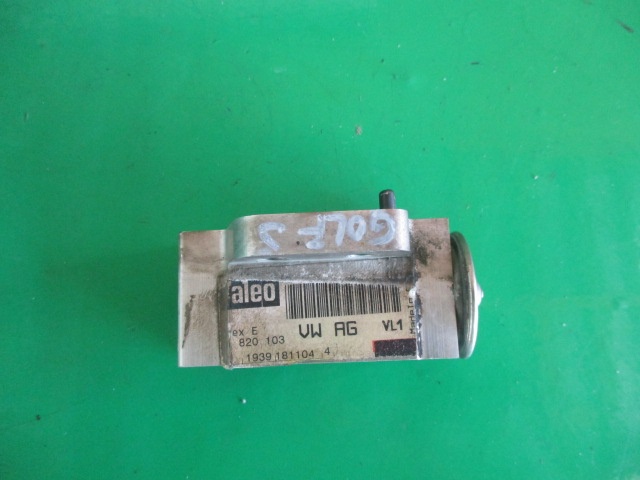 GOLF 5
aleo
VW AG VL1
ex E
820 103
1939 181104 4